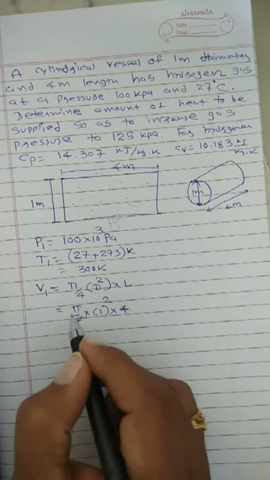 classmate
Date
Page
A cylindrical vessel of 1m diameter
and 4m length has hydrogen gas
at a pressure 100kpa and 27°C.
Determine amount of heat to be
supplied so as to increase gas
pressure to 125 kpa. For hydrogen
Cp = 14.307 KJ/kg.K Cv = 10.183 KJ/kg.K
4m
1m
1m
4m
P₁ = 100×10³ Pa
T₁ = (27+273)K
= 300K
V₁ = π/4 (D²) × L
= π/4 × (1)² × 4